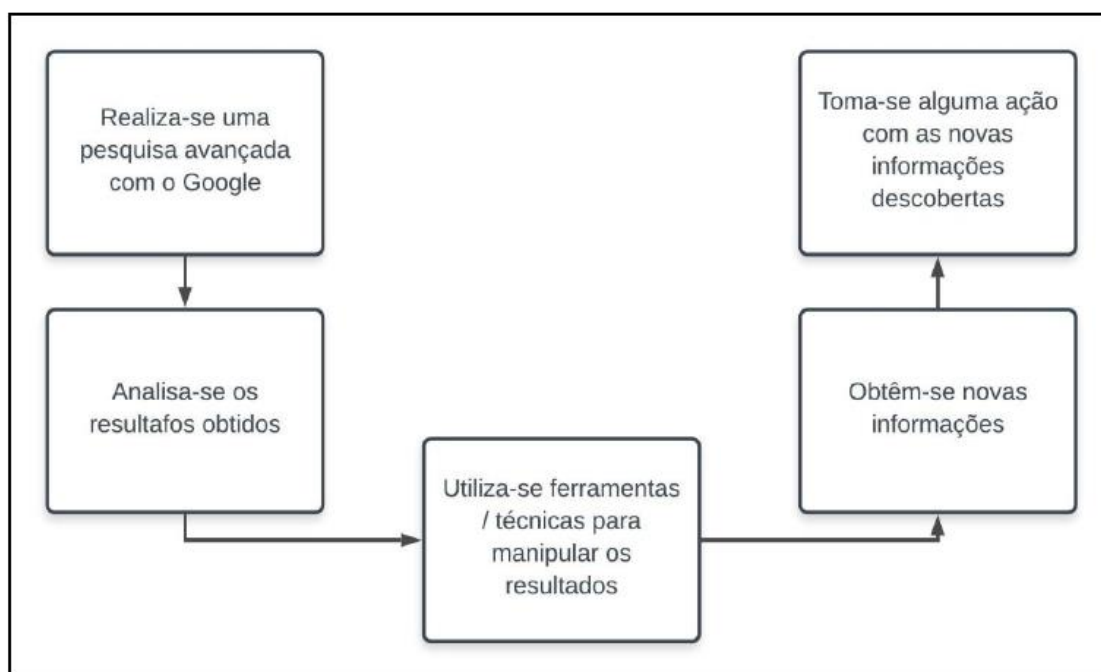 Realiza-se uma
pesquisa avançada
com o Google
Analisa-se os
resultafos obtidos
Utiliza-se ferramentas
/ técnicas para
manipular os
resultados
Obtêm-se novas
informações
Toma-se alguma ação
com as novas
informações
descobertas